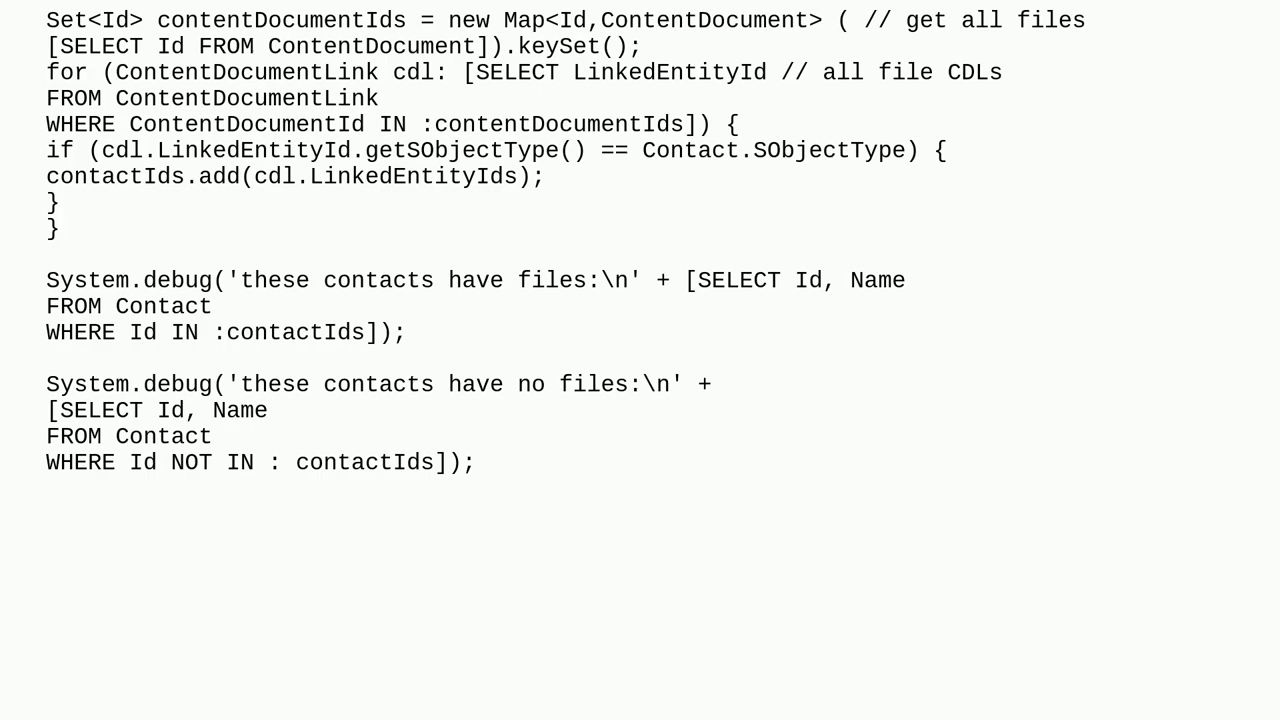 Set<Id> contentDocumentIds = new Map<Id,ContentDocument> ( // get all files
[SELECT Id FROM ContentDocument]).keySet();
for (ContentDocumentLink cdl: [SELECT LinkedEntityId // all file CDLs
FROM ContentDocumentLink
WHERE ContentDocumentId IN :contentDocumentIds]) {
if (cdl.LinkedEntityId.getSObjectType() == Contact.SObjectType) {
contactIds.add(cdl.LinkedEntityIds);
}
}

System.debug('these contacts have files:\n' + [SELECT Id, Name
FROM Contact
WHERE Id IN :contactIds]);

System.debug('these contacts have no files:\n' +
[SELECT Id, Name
FROM Contact
WHERE Id NOT IN : contactIds]);